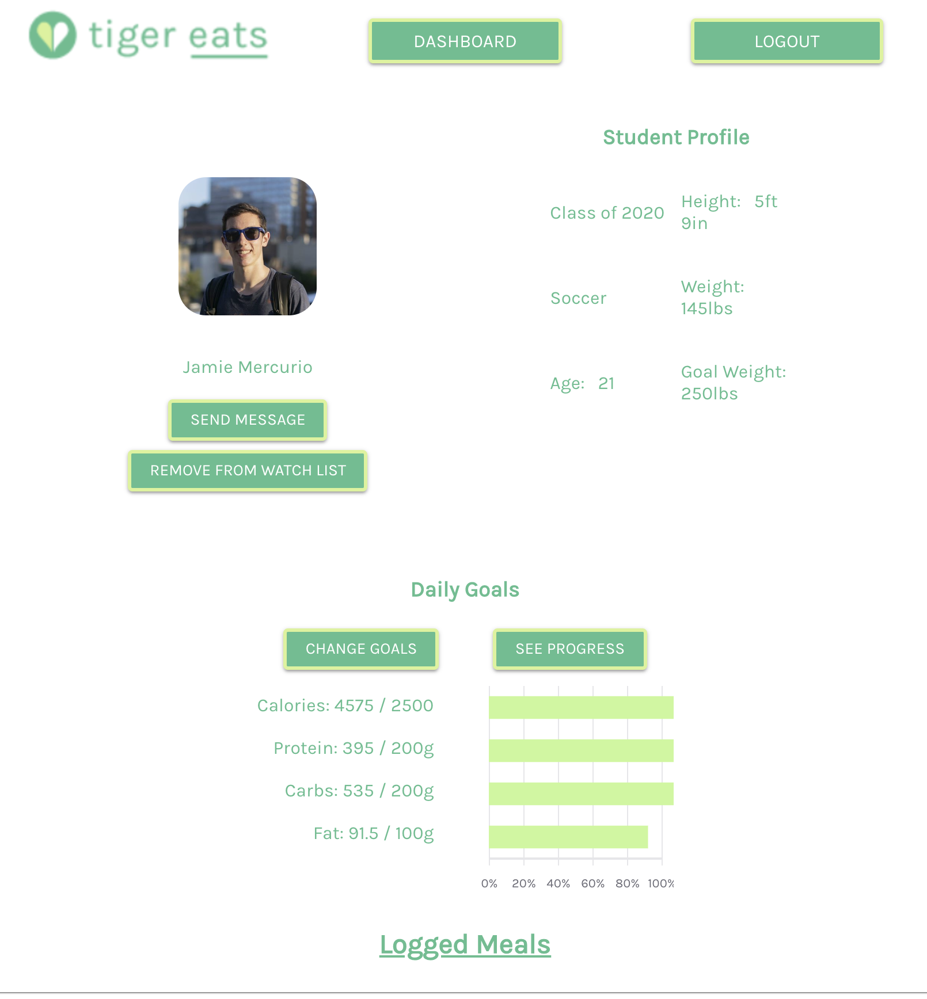 tiger eats
DASHBOARD
LOGOUT
Student Profile
Class of 2020
Height: 5ft
9in
Soccer
Weight:
145lbs
Age: 21
Goal Weight:
250lbs
Jamie Mercurio
SEND MESSAGE
REMOVE FROM WATCH LIST
Daily Goals
CHANGE GOALS
SEE PROGRESS
Calories: 4575 / 2500
Protein: 395 / 200g
Carbs: 535 / 200g
Fat: 91.5 / 100g
0% 20% 40% 60% 80% 100%
Logged Meals